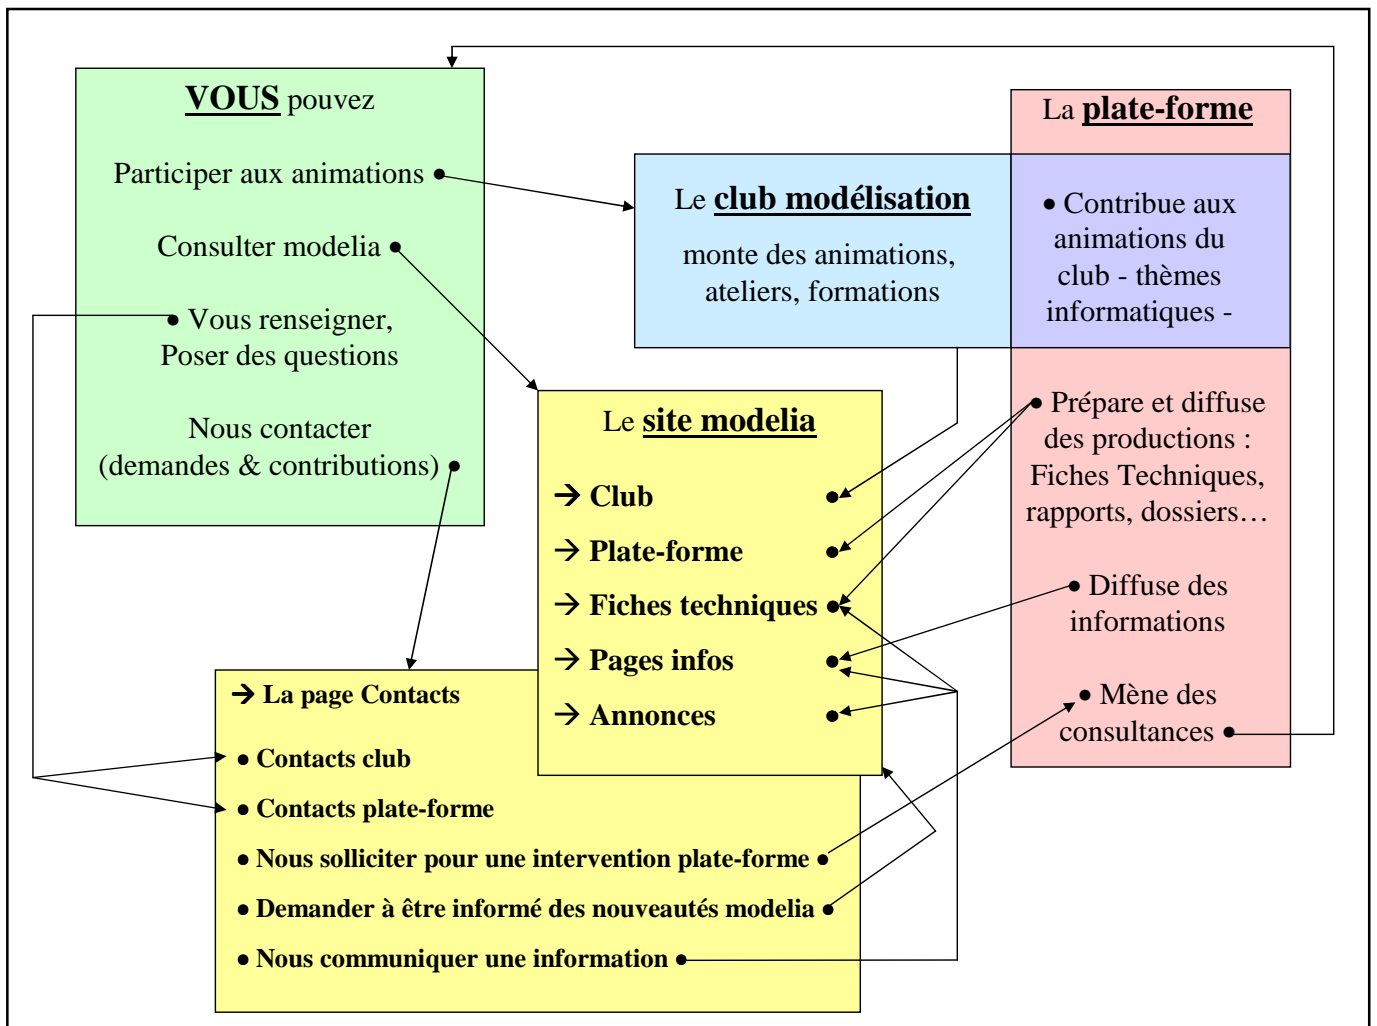 VOUS pouvez
Participer aux animations •
Consulter modelia •
• Vous renseigner,
Poser des questions
Nous contacter
(demandes & contributions) •
Le club modélisation
monte des animations,
ateliers, formations
La plate-forme
• Contribue aux
animations du
club - thèmes
informatiques -
• Prépare et diffuse
des productions :
Fiches Techniques,
rapports, dossiers…
• Diffuse des
informations
• Mène des
consultances •
Le site modelia
→ Club •
→ Plate-forme •
→ Fiches techniques •
→ Pages infos •
→ Annonces •
→ La page Contacts
• Contacts club
• Contacts plate-forme
• Nous solliciter pour une intervention plate-forme •
• Demander à être informé des nouveautés modelia •
• Nous communiquer une information •